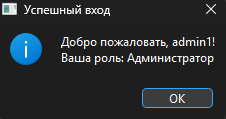 Успешный вход
Добро пожаловать, admin1!
Ваша роль: Администратор
OK